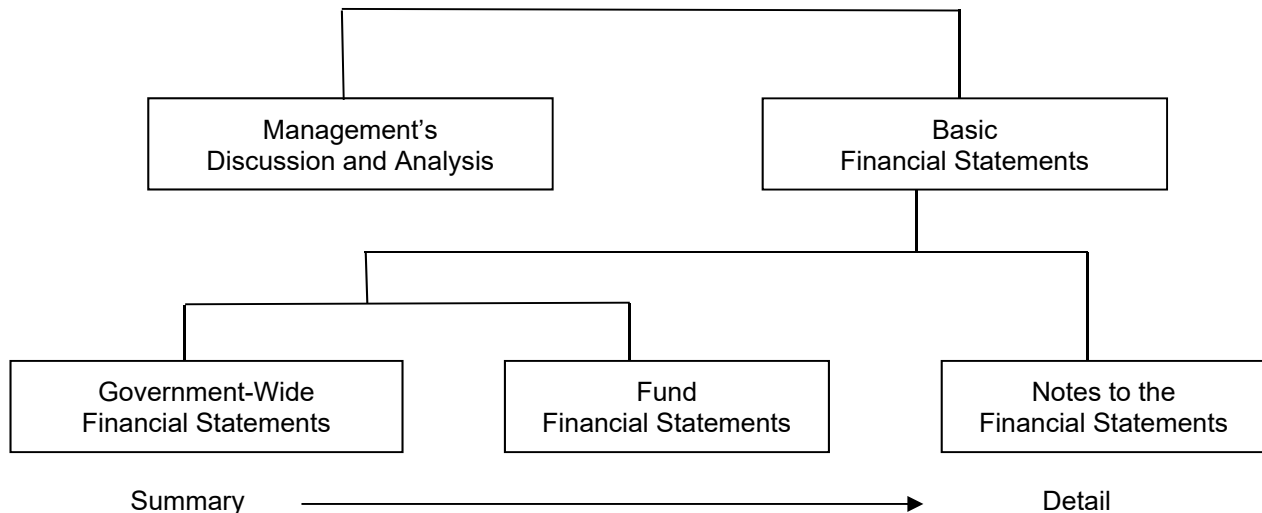 Management’s
Discussion and Analysis
Basic
Financial Statements
Government-Wide
Financial Statements
Fund
Financial Statements
Notes to the
Financial Statements
Summary
Detail